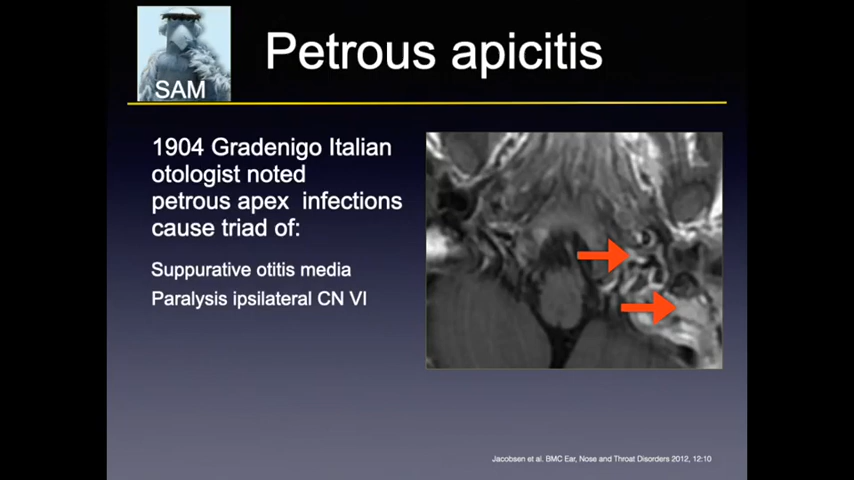 Petrous apicitis
SAM
1904 Gradenigo Italian
otologist noted
petrous apex infections
cause triad of:
Suppurative otitis media
Paralysis ipsilateral CN VI
Jacobsen et al. BMC Ear, Nose and Throat Disorders 2012, 12:10